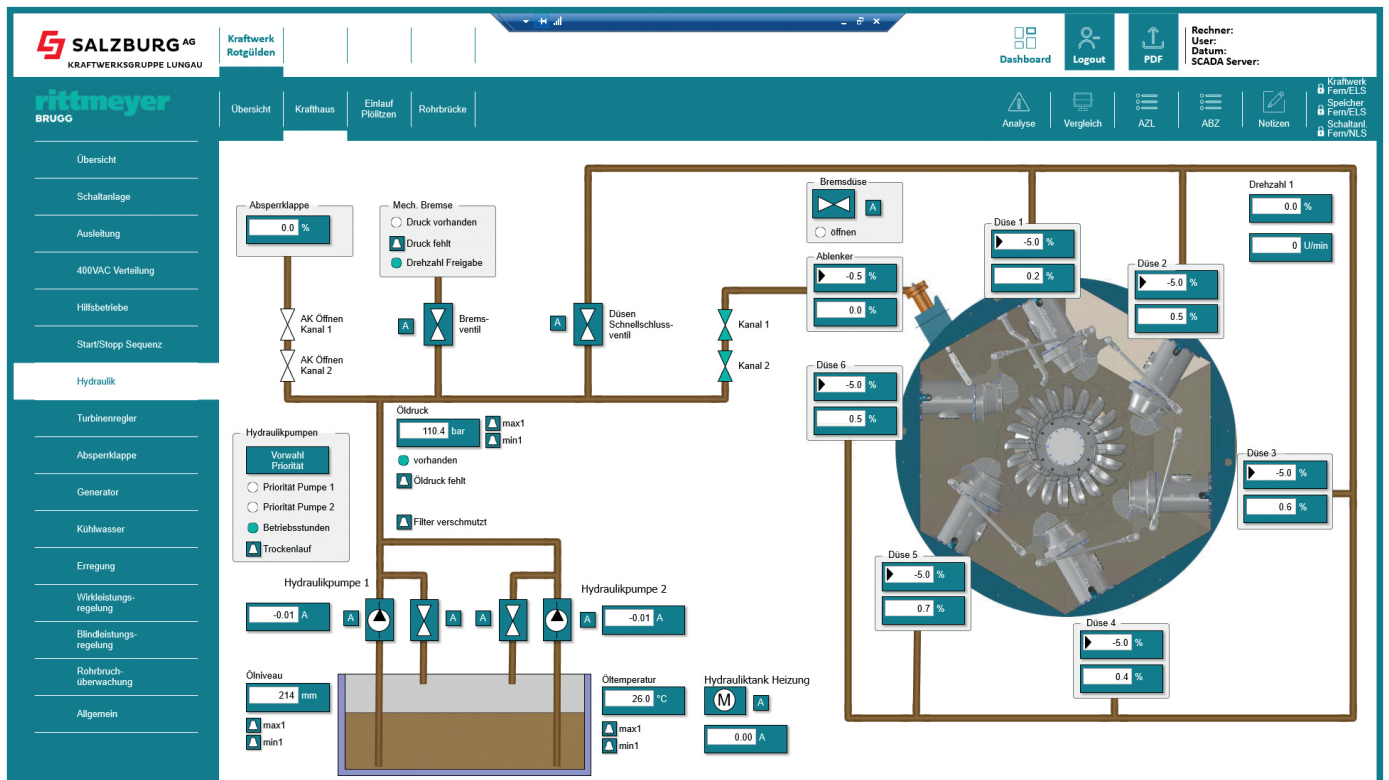 SALZBURG AG
KRAFTWERKSGRUPPE LUNGAU
Kraftwerk
Rotgülden
Dashboard
Logout
PDF
Rechner:
User:
Datum:
SCADA Server:
rittmeyer
BRUGG
Übersicht
Krafthaus
Einlauf
Plölitzen
Rohrbrücke
Analyse
Vergleich
AZL
ABZ
Notizen
Kraftwerk
Fern/ELS
Speicher
Fern/ELS
Schaltanl.
Fern/NLS
Übersicht
Schaltanlage
Ausleitung
400VAC Verteilung
Hilfsbetriebe
Start/Stopp Sequenz
Hydraulik
Turbinenregler
Absperrklappe
Generator
Kühlwasser
Erregung
Wirkleistungs-
regelung
Blindleistungs-
regelung
Rohrbruch-
überwachung
Allgemein
Absperrklappe
0.0 %
Mech. Bremse
Druck vorhanden
Druck fehlt
Drehzahl Freigabe
AK Öffnen
Kanal 1
AK Öffnen
Kanal 2
A
Brems-
ventil
A
Düsen
Schnellschluss-
ventil
Kanal 1
Kanal 2
Bremsdüse
A
öffnen
Ablenker
-0.5 %
0.0 %
Düse 6
-5.0 %
0.5 %
Düse 1
-5.0 %
0.2 %
Düse 2
-5.0 %
0.5 %
Drehzahl 1
0.0 %
0 U/min
Düse 3
-5.0 %
0.6 %
Düse 5
-5.0 %
0.7 %
Düse 4
-5.0 %
0.4 %
Öldruck
110.4 bar
max1
min1
vorhanden
Öldruck fehlt
Filter verschmutzt
Hydraulikpumpen
Vorwahl
Priorität
Priorität Pumpe 1
Priorität Pumpe 2
Betriebsstunden
Trockenlauf
Hydraulikpumpe 1
-0.01 A
A
A
A
A
Hydraulikpumpe 2
-0.01 A
Ölniveau
214 mm
max1
min1
Öltemperatur
26.0 °C
max1
min1
Hydrauliktank Heizung
M
A
0.00 A